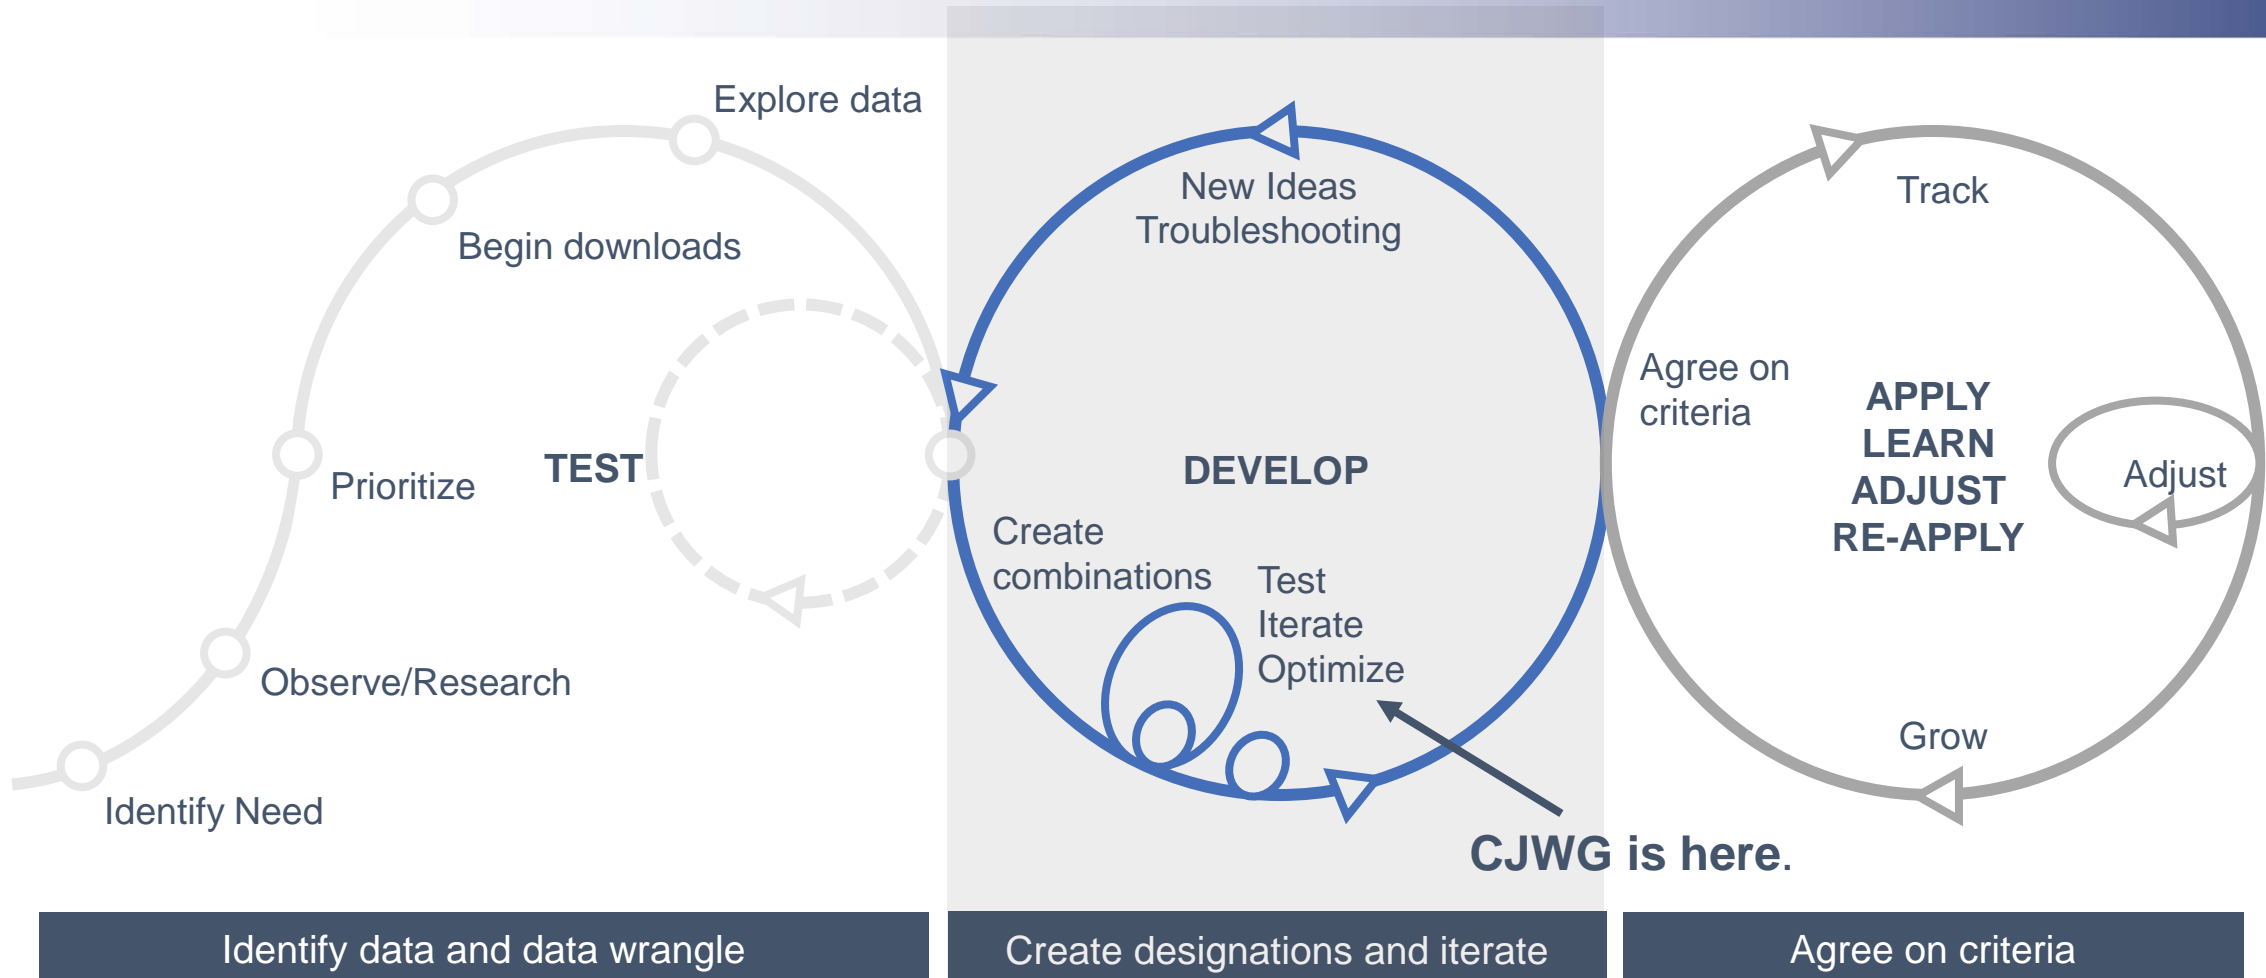 Explore data
Begin downloads
TEST
Prioritize
Observe/Research
Identify Need
New Ideas
Troubleshooting
DEVELOP
Create
combinations
Test
Iterate
Optimize
CJWG is here.
Track
Agree on
criteria
APPLY
LEARN
ADJUST
RE-APPLY
Adjust
Grow
Identify data and data wrangle
Create designations and iterate
Agree on criteria